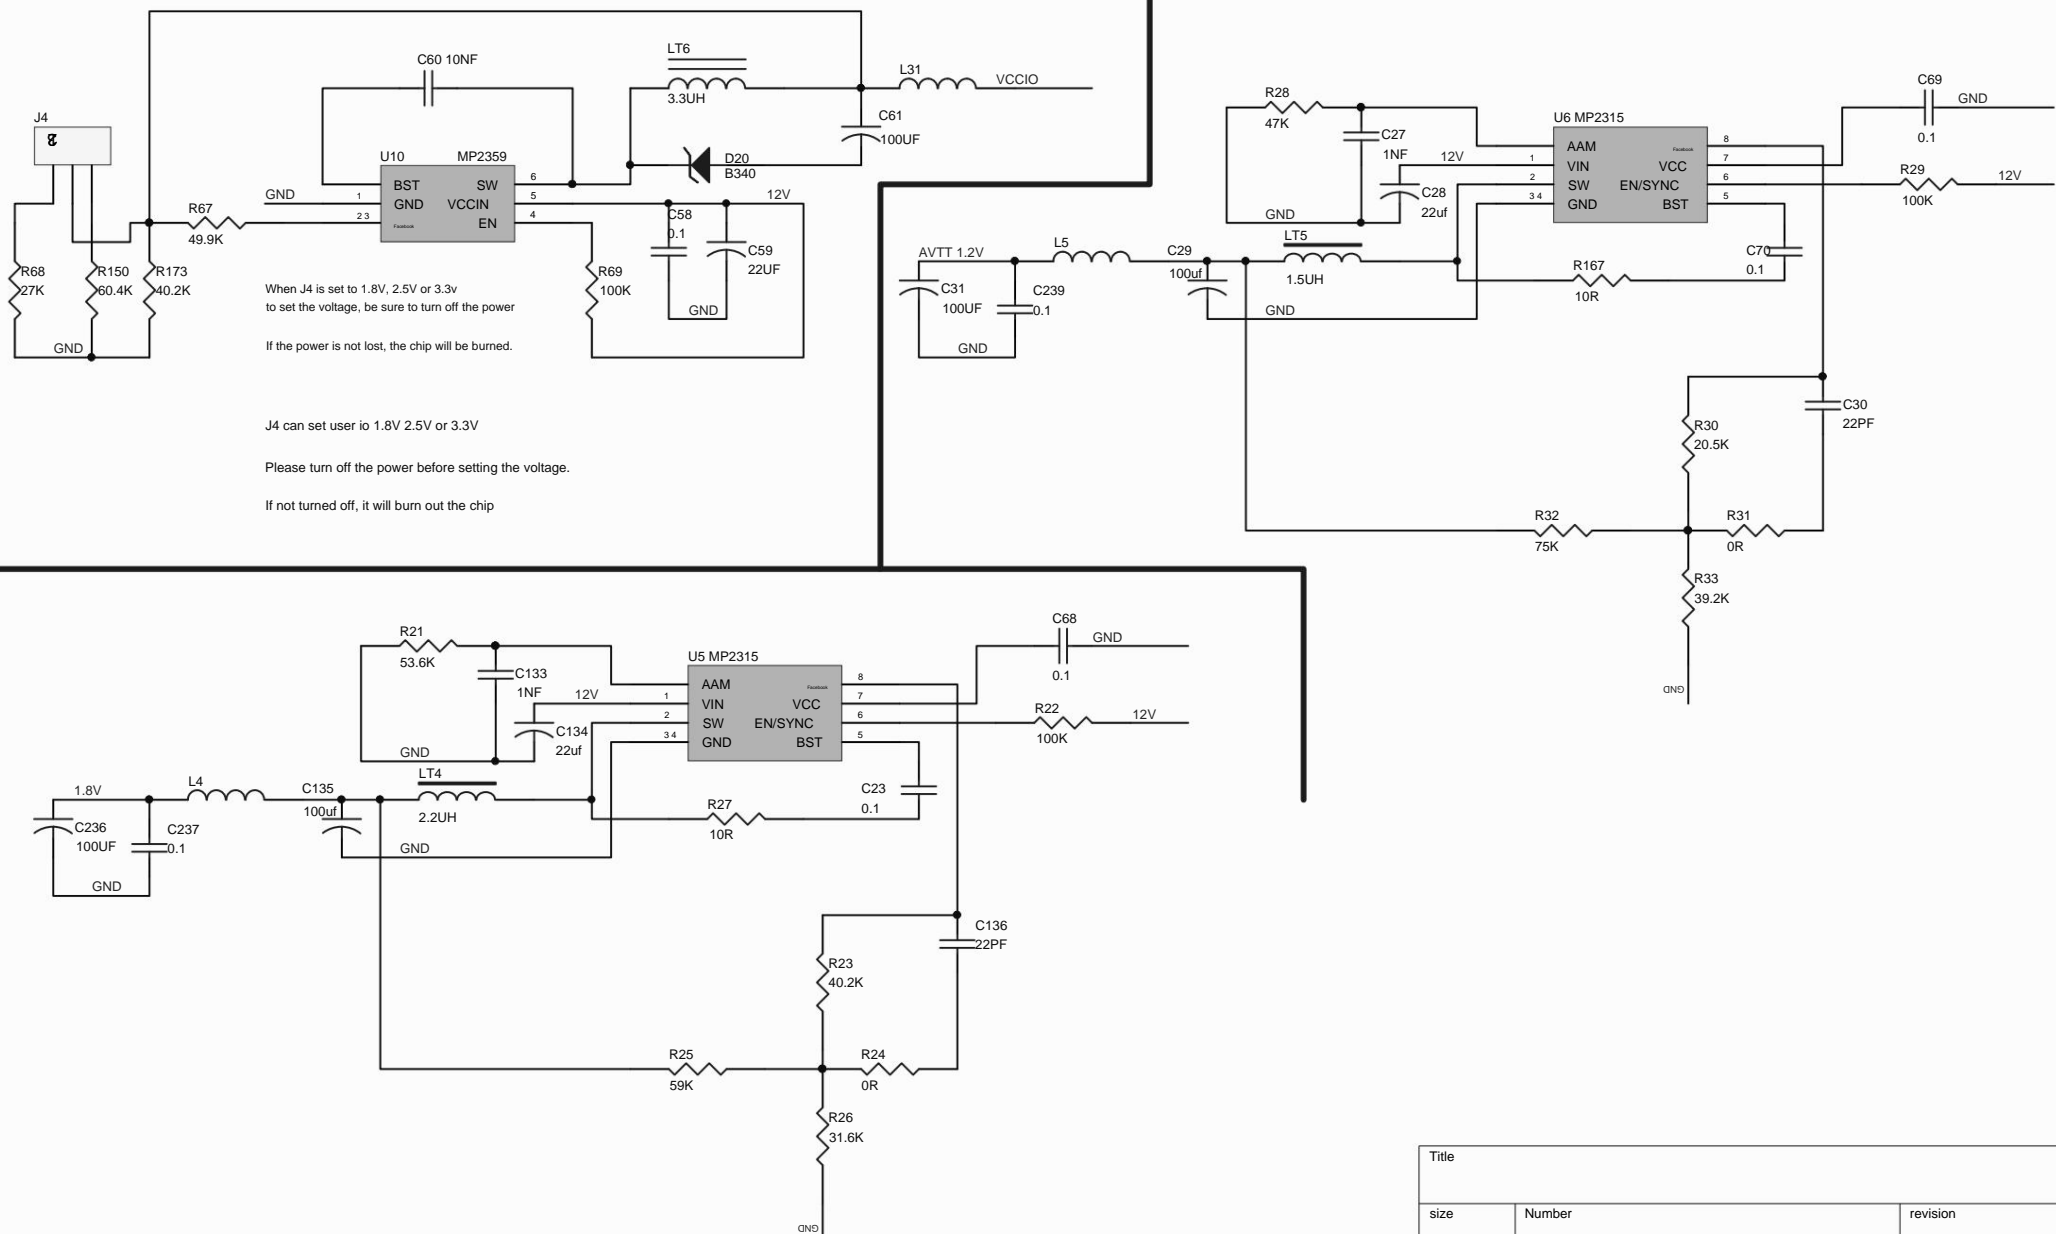 C60 10NF
LT6
3.3UH
L31
VCCIO
C61
100UF
J4
U10 MP2359
D20
B340
BST SW 6
GND 1 GND VCCIN 5 12V
R67 2 3 EN 4
49.9K
Facebook
C58
0.1
C59
22UF
R68
27K
R150
60.4K
R173
40.2K
R69
100K
GND
GND
When J4 is set to 1.8V, 2.5V or 3.3v
to set the voltage, be sure to turn off the power
If the power is not lost, the chip will be burned.
J4 can set user io 1.8V 2.5V or 3.3V
Please turn off the power before setting the voltage.
If not turned off, it will burn out the chip
R28
47K
C27
1NF
12V
C28
22uf
GND
U6 MP2315
AAM Facebook 8
1 VIN VCC 7
2 SW EN/SYNC 6
3 4 GND BST 5
C69
GND
0.1
R29
100K
12V
AVTT 1.2V
L5
C29
100uf
LT5
1.5UH
C70
0.1
R167
10R
C31
100UF
C239
0.1
GND
GND
R30
20.5K
C30
22PF
R32
75K
R31
0R
R33
39.2K
GND
R21
53.6K
C133
1NF
12V
C134
22uf
GND
U5 MP2315
AAM Facebook 8
1 VIN VCC 7
2 SW EN/SYNC 6
3 4 GND BST 5
C68
GND
0.1
R22
100K
12V
1.8V
L4
C135
100uf
LT4
2.2UH
C23
0.1
R27
10R
C236
100UF
C237
0.1
GND
GND
R23
40.2K
C136
22PF
R25
59K
R24
0R
R26
31.6K
GND
Title
size Number revision